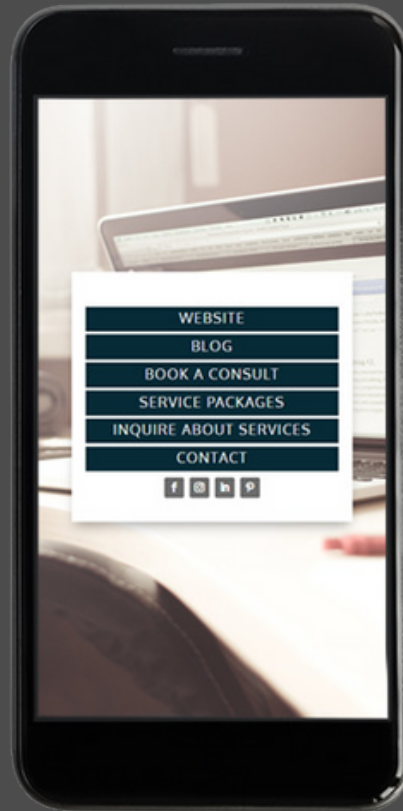 WEBSITE
BLOG
BOOK A CONSULT
SERVICE PACKAGES
INQUIRE ABOUT SERVICES
CONTACT